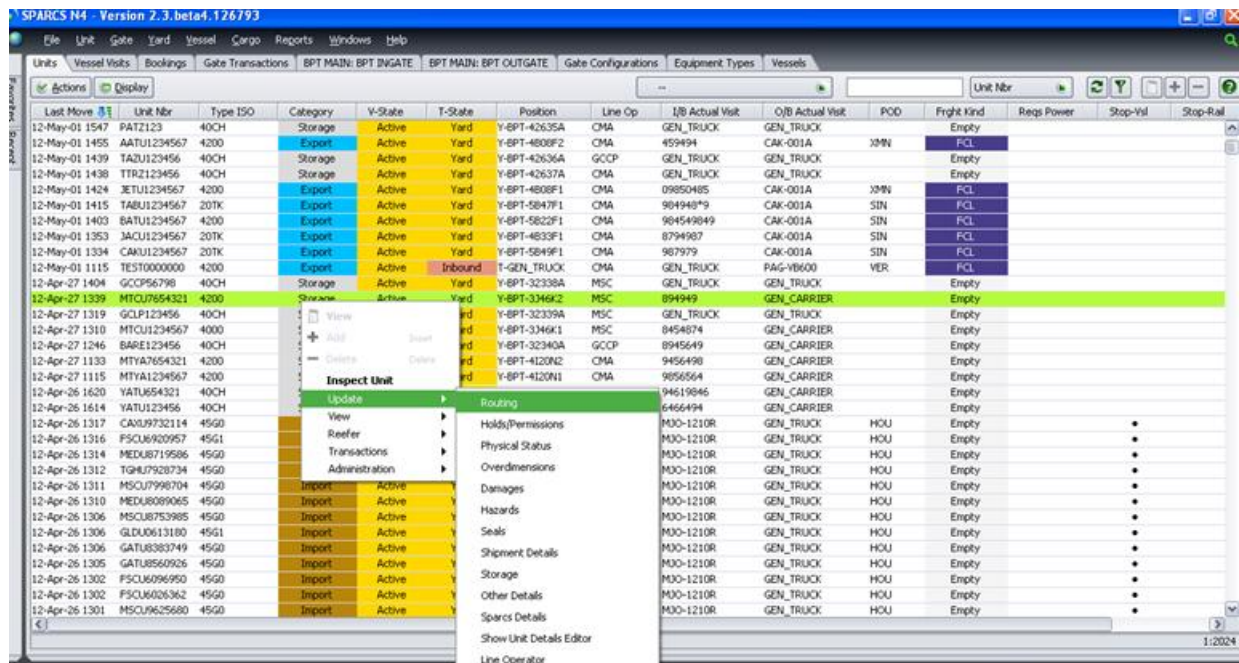 SPARCS N4 - Version 2.3.beta4.126793
File Unit Gate Yard Vessel Cargo Reports Windows Help
Units Vessel Visits Bookings Gate Transactions BPT MAIN: BPT INGATE BPT MAIN: BPT OUTGATE Gate Configurations Equipment Types Vessels
Actions Display -- Unit Nbr
Last Move Unit Nbr Type ISO Category V-State T-State Position Line Op I/B Actual Visit O/B Actual Visit POD Frght Kind Reqs Power Stop-Vsl Stop-Rail
12-May-01 1547 PATZ123 40CH Storage Active Yard Y-BPT-42635A CMA GEN_TRUCK GEN_TRUCK Empty
12-May-01 1455 AATU1234567 4200 Export Active Yard Y-BPT-4B08F2 CMA 459494 CAK-001A XMN FCL
12-May-01 1439 TAZU123456 40CH Storage Active Yard Y-BPT-42636A GCCP GEN_TRUCK GEN_TRUCK Empty
12-May-01 1438 TTRZ123456 40CH Storage Active Yard Y-BPT-42637A CMA GEN_TRUCK GEN_TRUCK Empty
12-May-01 1424 JETU1234567 4200 Export Active Yard Y-BPT-4B08F1 CMA 09850485 CAK-001A XMN FCL
12-May-01 1415 TABU1234567 20TK Export Active Yard Y-BPT-5B47F1 CMA 984948*9 CAK-001A SIN FCL
12-May-01 1403 BATU1234567 4200 Export Active Yard Y-BPT-5B22F1 CMA 984549849 CAK-001A SIN FCL
12-May-01 1353 JACU1234567 20TK Export Active Yard Y-BPT-4B33F1 CMA 8794987 CAK-001A SIN FCL
12-May-01 1334 CAKU1234567 20TK Export Active Yard Y-BPT-5B49F1 CMA 987979 CAK-001A SIN FCL
12-May-01 1115 TEST0000000 4200 Export Active Inbound T-GEN_TRUCK CMA GEN_TRUCK PAG-VB600 VER FCL
12-Apr-27 1404 GCCP56798 40CH Storage Active Yard Y-BPT-32338A MSC GEN_TRUCK GEN_TRUCK Empty
12-Apr-27 1339 MTCU7654321 4200 Storage Active Yard Y-BPT-3J46K2 MSC 894949 GEN_CARRIER Empty
12-Apr-27 1319 GCLP123456 40CH Y-BPT-32339A MSC GEN_TRUCK GEN_TRUCK Empty
12-Apr-27 1310 MTCU1234567 4000 Y-BPT-3J46K1 MSC 8454874 GEN_CARRIER Empty
12-Apr-27 1246 BARE123456 40CH Y-BPT-32340A GCCP 8945649 GEN_CARRIER Empty
12-Apr-27 1133 MTYA7654321 4200 Y-BPT-4I20N2 CMA 9456498 GEN_CARRIER Empty
12-Apr-27 1115 MTYA1234567 4200 Y-BPT-4I20N1 CMA 9856564 GEN_CARRIER Empty
12-Apr-26 1620 YATU654321 40CH 94619846 GEN_CARRIER Empty
12-Apr-26 1614 YATU123456 40CH 6466494 GEN_CARRIER Empty
12-Apr-26 1317 CAXU9732114 45G0 MJO-1210R GEN_TRUCK HOU Empty
12-Apr-26 1316 FSCU6920957 45G1 MJO-1210R GEN_TRUCK HOU Empty
12-Apr-26 1314 MEDU8719586 45G0 MJO-1210R GEN_TRUCK HOU Empty
12-Apr-26 1312 TGHU7928734 45G0 MJO-1210R GEN_TRUCK HOU Empty
12-Apr-26 1311 MSCU7998704 45G0 Import Active MJO-1210R GEN_TRUCK HOU Empty
12-Apr-26 1310 MEDU8089065 45G0 Import Active MJO-1210R GEN_TRUCK HOU Empty
12-Apr-26 1306 MSCU8753985 45G0 Import Active MJO-1210R GEN_TRUCK HOU Empty
12-Apr-26 1306 GLDU0613180 45G1 Import Active MJO-1210R GEN_TRUCK HOU Empty
12-Apr-26 1306 GATU8383749 45G0 Import Active MJO-1210R GEN_TRUCK HOU Empty
12-Apr-26 1305 GATU8560926 45G0 Import Active MJO-1210R GEN_TRUCK HOU Empty
12-Apr-26 1302 FSCU6096950 45G0 Import Active MJO-1210R GEN_TRUCK HOU Empty
12-Apr-26 1302 FSCU6026362 45G0 Import Active MJO-1210R GEN_TRUCK HOU Empty
12-Apr-26 1301 MSCU9625680 45G0 Import Active MJO-1210R GEN_TRUCK HOU Empty
View
Add Insert
Delete Delete
Inspect Unit
Update
View
Reefer
Transactions
Administration
Routing
Holds/Permissions
Physical Status
Overdimensions
Damages
Hazards
Seals
Shipment Details
Storage
Other Details
Sparcs Details
Show Unit Details Editor
Line Operator
1:2024